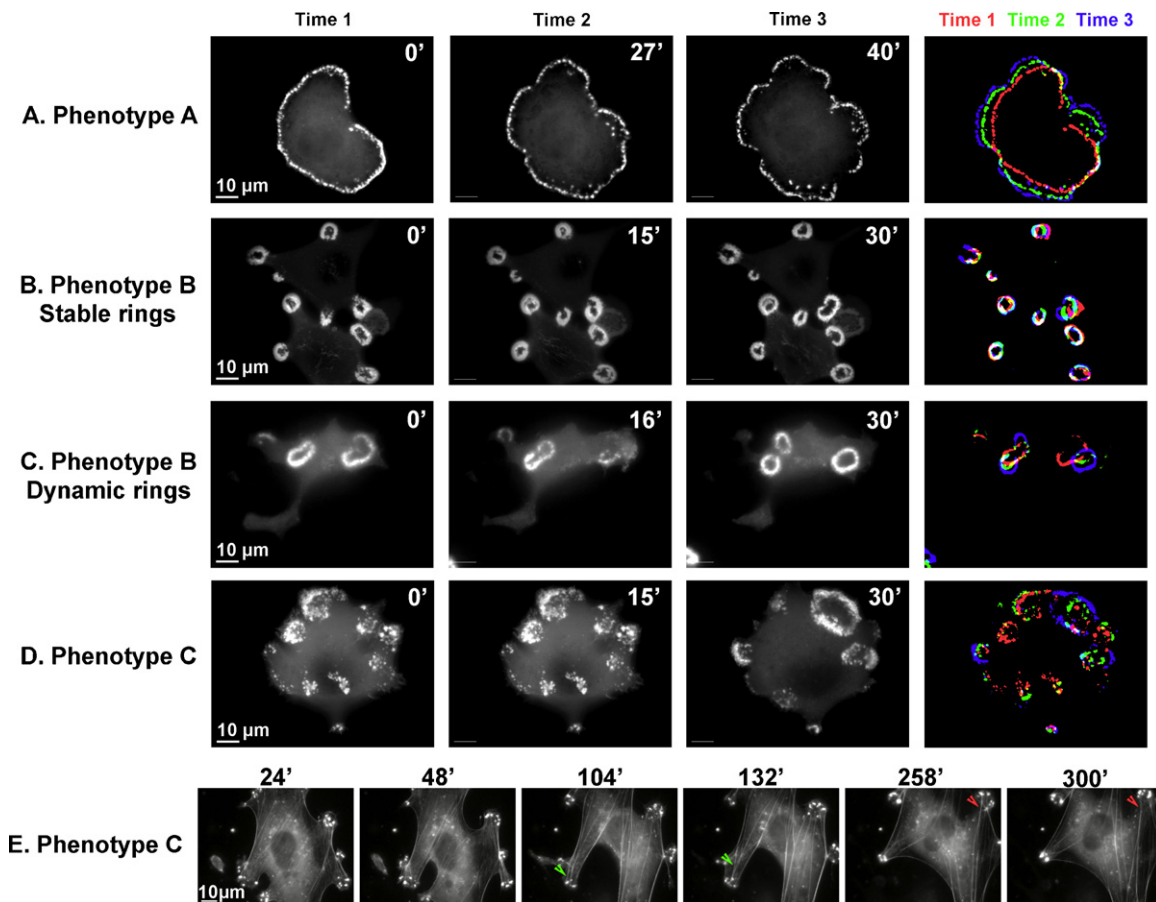 Time 1 Time 2 Time 3 Time 1 Time 2 Time 3
A. Phenotype A
0’ 27’ 40’
10 µm
B. Phenotype B
Stable rings
0’ 15’ 30’
10 µm
C. Phenotype B
Dynamic rings
0’ 16’ 30’
10 µm
D. Phenotype C
0’ 15’ 30’
10 µm
24’ 48’ 104’ 132’ 258’ 300’
E. Phenotype C
10µm